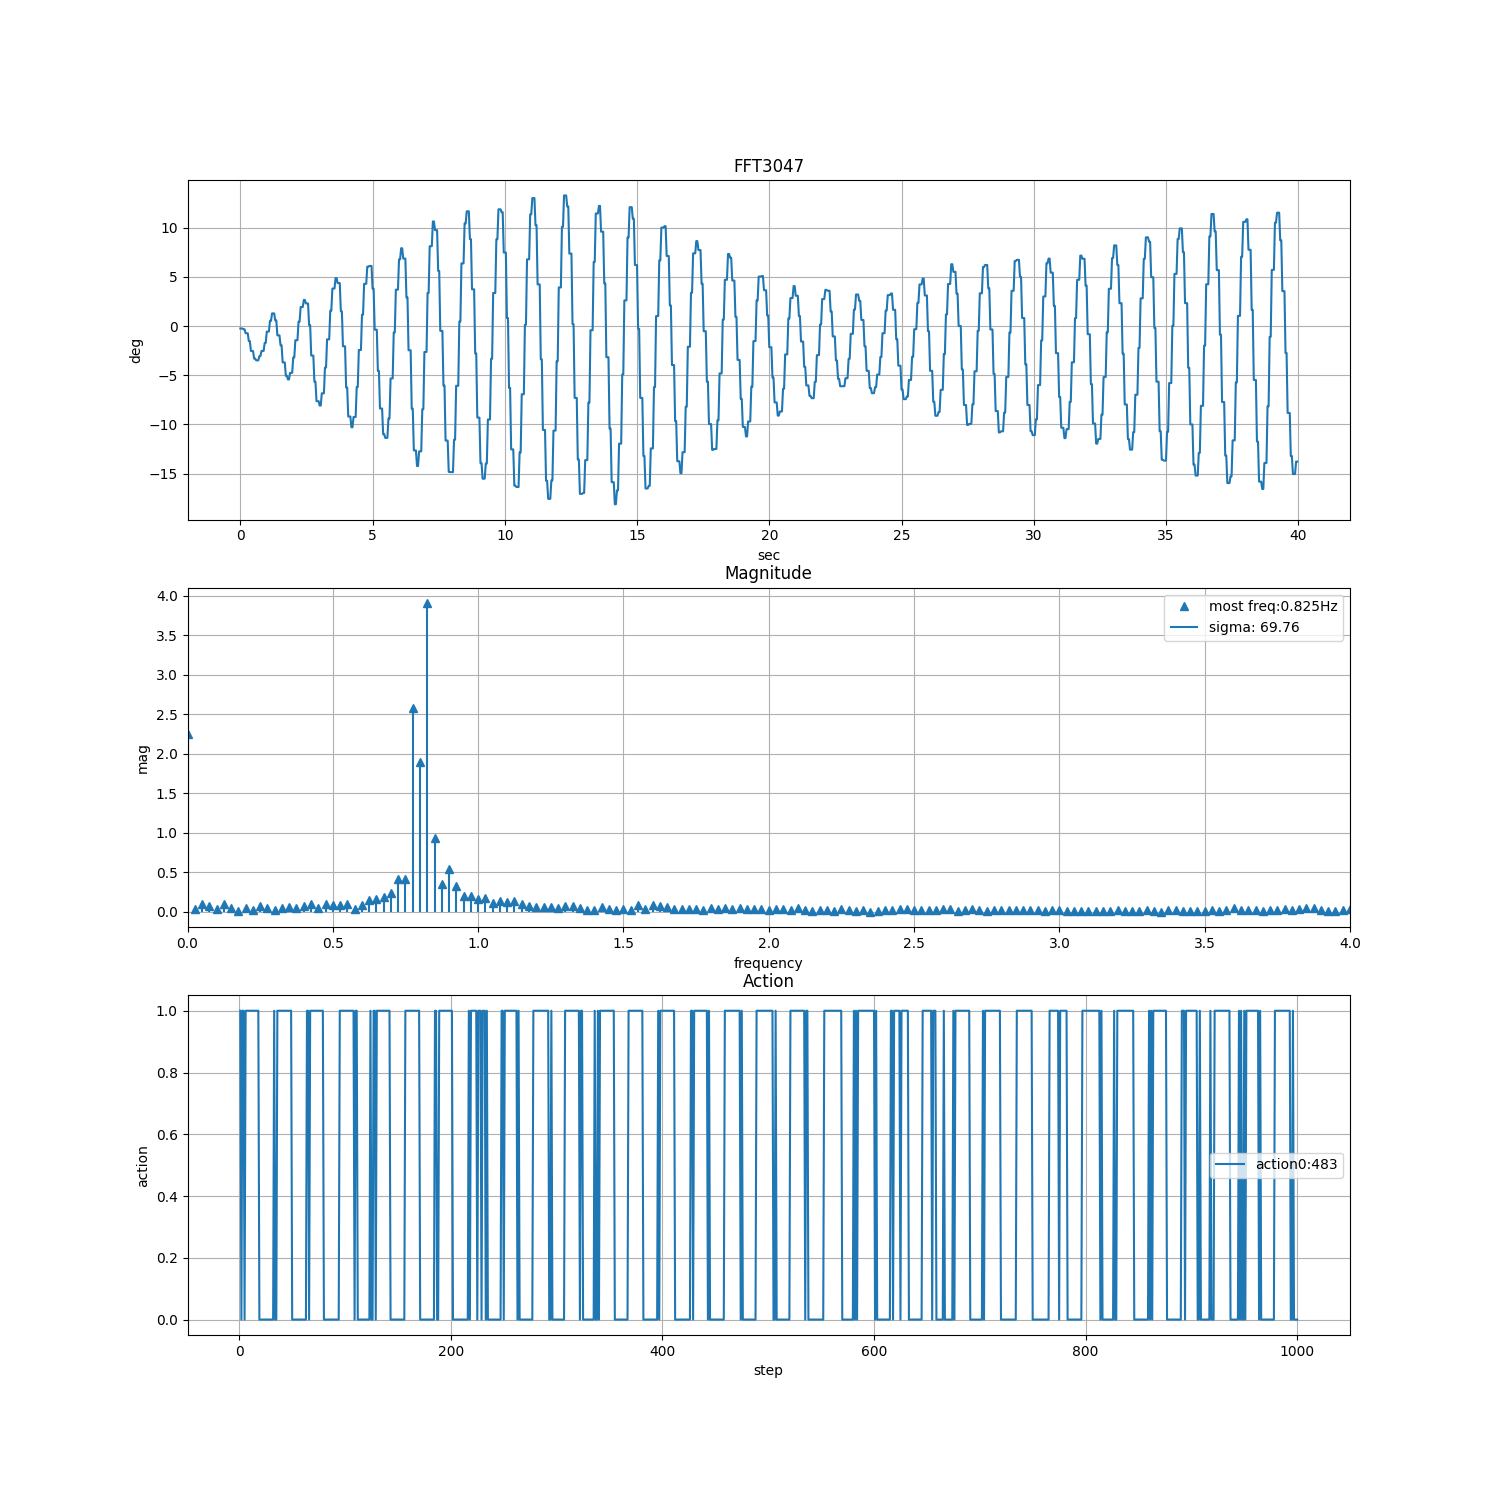 FFT3047
10
5
0
−5
−10
−15
deg
0 5 10 15 20 25 30 35 40
sec
Magnitude
4.0
3.5
3.0
2.5
2.0
1.5
1.0
0.5
0.0
mag
most freq:0.825Hz
sigma: 69.76
0.0 0.5 1.0 1.5 2.0 2.5 3.0 3.5 4.0
frequency
Action
1.0
0.8
0.6
0.4
0.2
0.0
action
action0:483
0 200 400 600 800 1000
step